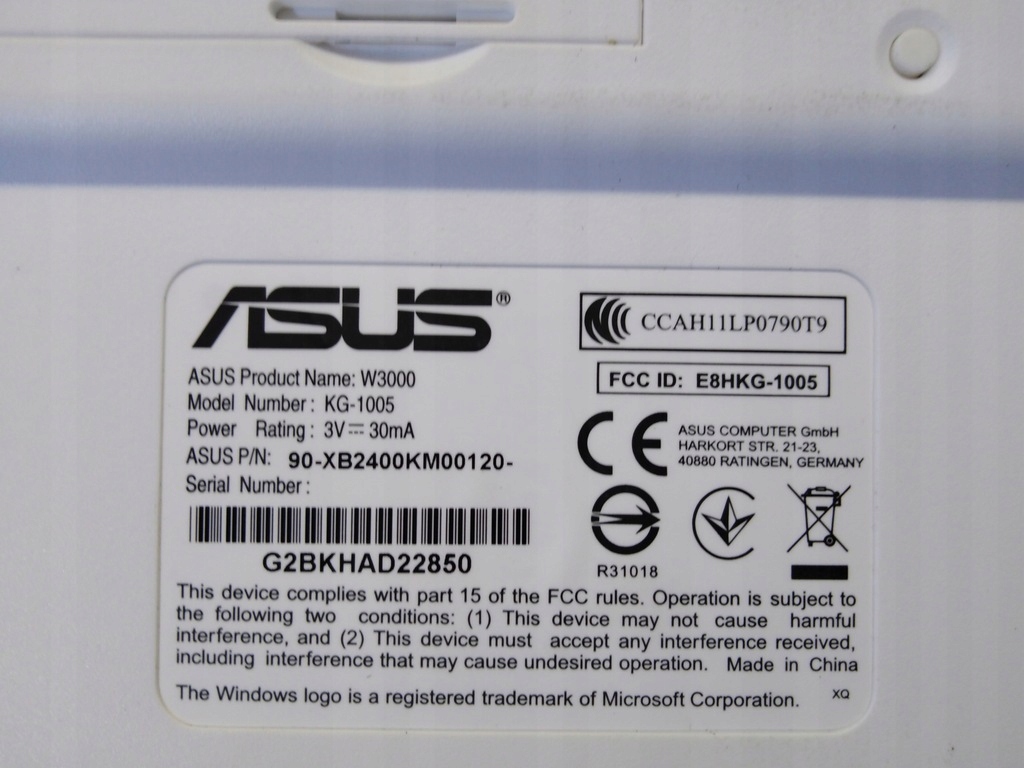 ASUS®
ASUS Product Name: W3000
Model Number: KG-1005
Power Rating: 3V⎓30mA
ASUS P/N: 90-XB2400KM00120-
Serial Number:
G2BKHAD22850
CCAH11LP0790T9
FCC ID: E8HKG-1005
CE
ASUS COMPUTER GmbH
HARKORT STR. 21-23,
40880 RATINGEN, GERMANY
R31018
This device complies with part 15 of the FCC rules. Operation is subject to
the following two conditions: (1) This device may not cause harmful
interference, and (2) This device must accept any interference received,
including interference that may cause undesired operation. Made in China
The Windows logo is a registered trademark of Microsoft Corporation. XQ